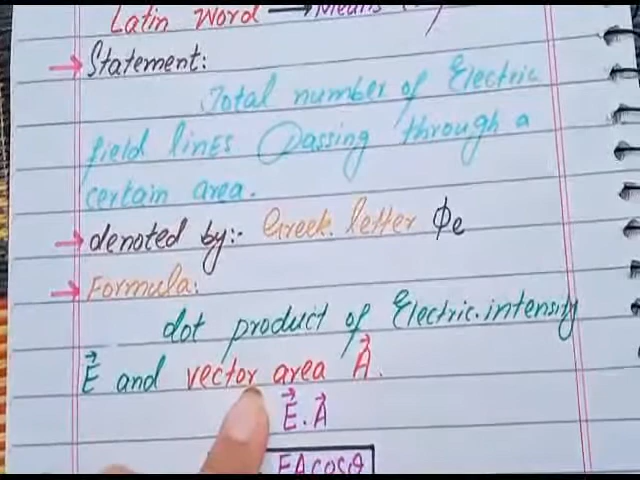 Latin Word → Means
→ Statement:
Total number of Electric
field lines Passing through a
certain area.
→ denoted by:- Greek letter ϕe
→ Formula:
dot product of Electric intensity
E⃗ and vector area A⃗.
E⃗ . A⃗
EACosθ